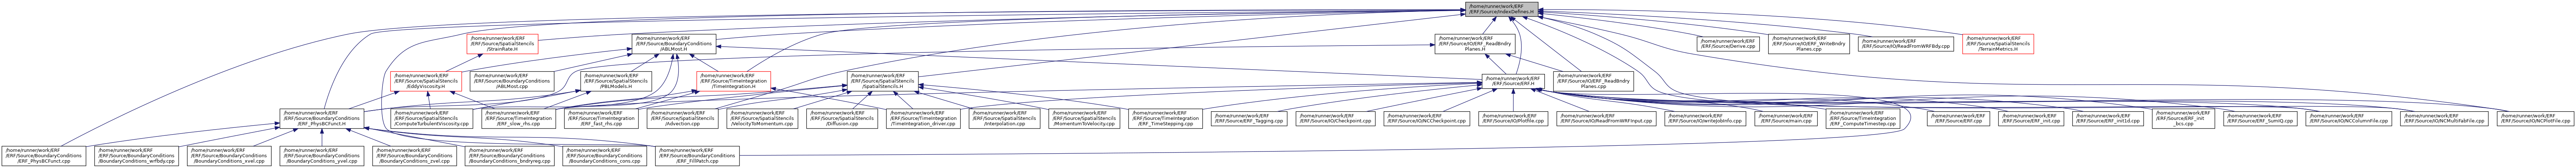 /home/runner/work/ERF
/ERF/Source/IndexDefines.H
/home/runner/work/ERF
/ERF/Source/SpatialStencils
/StrainRate.H
/home/runner/work/ERF
/ERF/Source/BoundaryConditions
/ABLMost.H
/home/runner/work/ERF
/ERF/Source/IO/ERF_ReadBndry
Planes.H
/home/runner/work/ERF
/ERF/Source/Derive.cpp
/home/runner/work/ERF
/ERF/Source/IO/ERF_WriteBndry
Planes.cpp
/home/runner/work/ERF
/ERF/Source/IO/ReadFromWRFBdy.cpp
/home/runner/work/ERF
/ERF/Source/SpatialStencils
/TerrainMetrics.H
/home/runner/work/ERF
/ERF/Source/SpatialStencils
/EddyViscosity.H
/home/runner/work/ERF
/ERF/Source/BoundaryConditions
/ABLMost.cpp
/home/runner/work/ERF
/ERF/Source/SpatialStencils
/PBLModels.H
/home/runner/work/ERF
/ERF/Source/TimeIntegration
/TimeIntegration.H
/home/runner/work/ERF
/ERF/Source/SpatialStencils
/SpatialStencils.H
/home/runner/work/ERF
/ERF/Source/ERF.H
/home/runner/work/ERF
/ERF/Source/IO/ERF_ReadBndry
Planes.cpp
/home/runner/work/ERF
/ERF/Source/BoundaryConditions
/ERF_PhysBCFunct.H
/home/runner/work/ERF
/ERF/Source/SpatialStencils
/ComputeTurbulentViscosity.cpp
/home/runner/work/ERF
/ERF/Source/TimeIntegration
/ERF_slow_rhs.cpp
/home/runner/work/ERF
/ERF/Source/TimeIntegration
/ERF_fast_rhs.cpp
/home/runner/work/ERF
/ERF/Source/SpatialStencils
/Advection.cpp
/home/runner/work/ERF
/ERF/Source/SpatialStencils
/VelocityToMomentum.cpp
/home/runner/work/ERF
/ERF/Source/SpatialStencils
/Diffusion.cpp
/home/runner/work/ERF
/ERF/Source/TimeIntegration
/TimeIntegration_driver.cpp
/home/runner/work/ERF
/ERF/Source/SpatialStencils
/Interpolation.cpp
/home/runner/work/ERF
/ERF/Source/SpatialStencils
/MomentumToVelocity.cpp
/home/runner/work/ERF
/ERF/Source/TimeIntegration
/ERF_TimeStepping.cpp
/home/runner/work/ERF
/ERF/Source/ERF_Tagging.cpp
/home/runner/work/ERF
/ERF/Source/IO/Checkpoint.cpp
/home/runner/work/ERF
/ERF/Source/IO/NCCheckpoint.cpp
/home/runner/work/ERF
/ERF/Source/IO/Plotfile.cpp
/home/runner/work/ERF
/ERF/Source/IO/ReadFromWRFInput.cpp
/home/runner/work/ERF
/ERF/Source/IO/writeJobInfo.cpp
/home/runner/work/ERF
/ERF/Source/main.cpp
/home/runner/work/ERF
/ERF/Source/TimeIntegration
/ERF_ComputeTimestep.cpp
/home/runner/work/ERF
/ERF/Source/ERF.cpp
/home/runner/work/ERF
/ERF/Source/ERF_init.cpp
/home/runner/work/ERF
/ERF/Source/ERF_init1d.cpp
/home/runner/work/ERF
/ERF/Source/ERF_init
_bcs.cpp
/home/runner/work/ERF
/ERF/Source/ERF_SumIQ.cpp
/home/runner/work/ERF
/ERF/Source/IO/NCColumnFile.cpp
/home/runner/work/ERF
/ERF/Source/IO/NCMultiFabFile.cpp
/home/runner/work/ERF
/ERF/Source/IO/NCPlotFile.cpp
/home/runner/work/ERF
/ERF/Source/BoundaryConditions
/ERF_PhysBCFunct.cpp
/home/runner/work/ERF
/ERF/Source/BoundaryConditions
/BoundaryConditions_wrfbdy.cpp
/home/runner/work/ERF
/ERF/Source/BoundaryConditions
/BoundaryConditions_xvel.cpp
/home/runner/work/ERF
/ERF/Source/BoundaryConditions
/BoundaryConditions_yvel.cpp
/home/runner/work/ERF
/ERF/Source/BoundaryConditions
/BoundaryConditions_zvel.cpp
/home/runner/work/ERF
/ERF/Source/BoundaryConditions
/BoundaryConditions_bndryreg.cpp
/home/runner/work/ERF
/ERF/Source/BoundaryConditions
/BoundaryConditions_cons.cpp
/home/runner/work/ERF
/ERF/Source/BoundaryConditions
/ERF_FillPatch.cpp